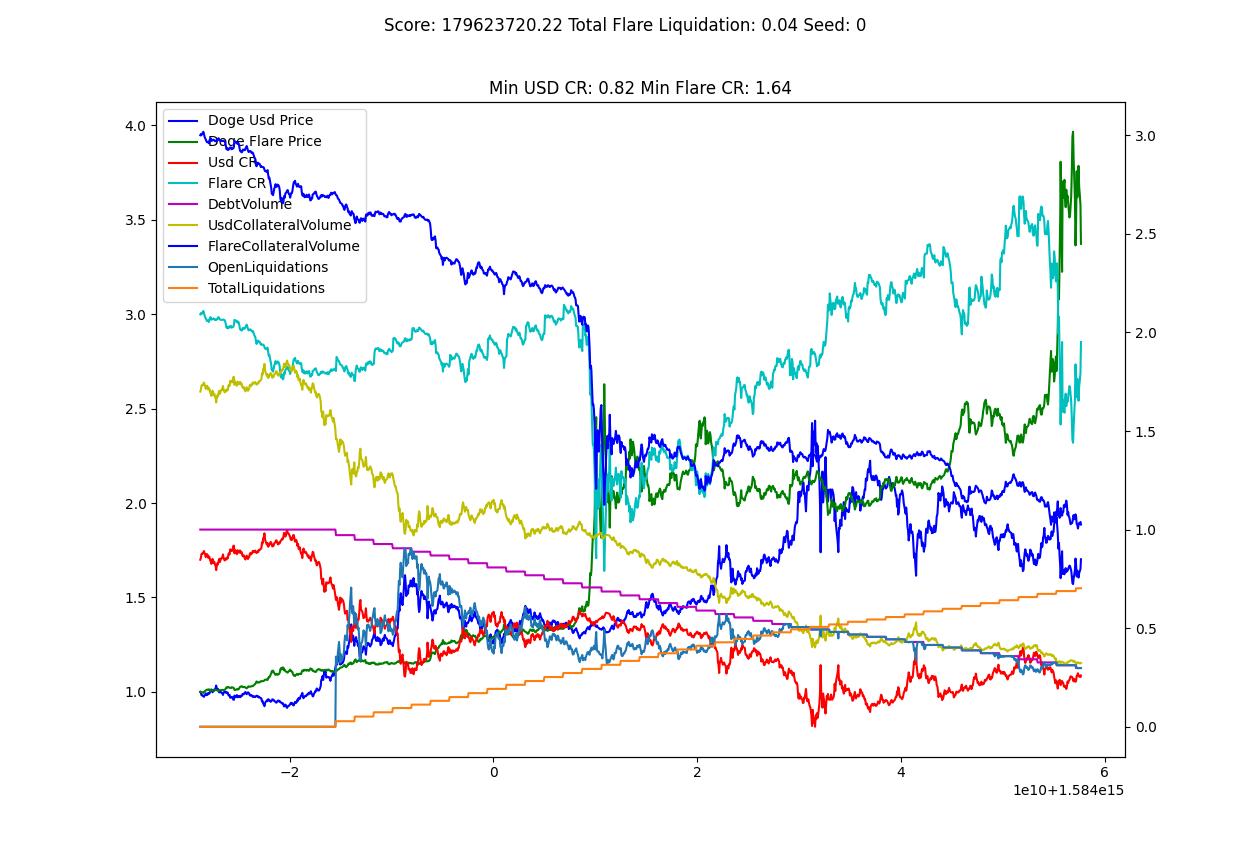 Score: 179623720.22 Total Flare Liquidation: 0.04 Seed: 0
Min USD CR: 0.82 Min Flare CR: 1.64
Doge Usd Price
Doge Flare Price
Usd CR
Flare CR
DebtVolume
UsdCollateralVolume
FlareCollateralVolume
OpenLiquidations
TotalLiquidations
4.0
3.5
3.0
2.5
2.0
1.5
1.0
3.0
2.5
2.0
1.5
1.0
0.5
0.0
−2
0
2
4
6
1e10+1.584e15